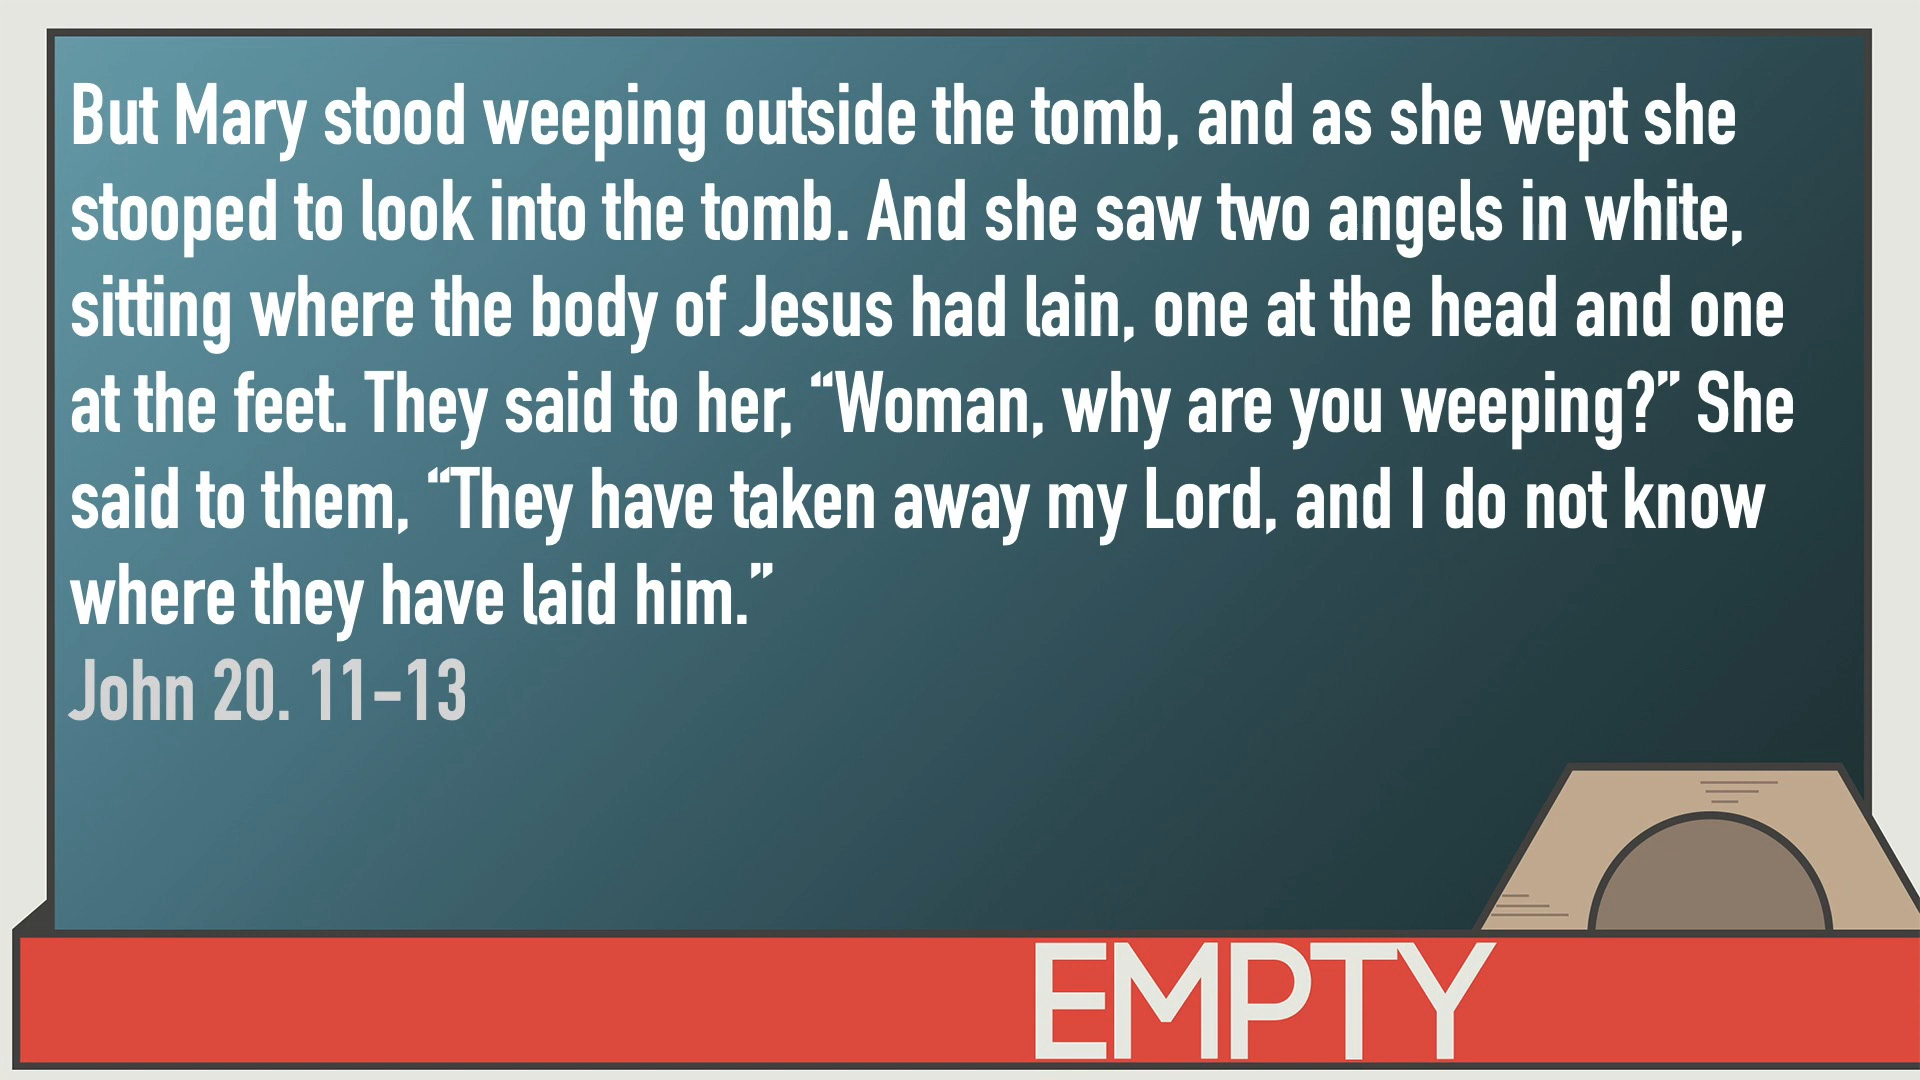 But Mary stood weeping outside the tomb, and as she wept she
stooped to look into the tomb. And she saw two angels in white,
sitting where the body of Jesus had lain, one at the head and one
at the feet. They said to her, “Woman, why are you weeping?” She
said to them, “They have taken away my Lord, and I do not know
where they have laid him.”
John 20. 11-13
EMPTY